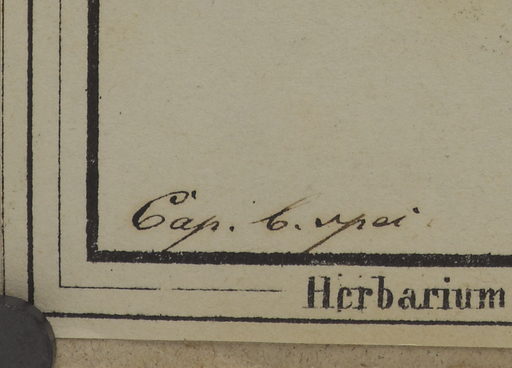 Cap. b. spei
Herbarium